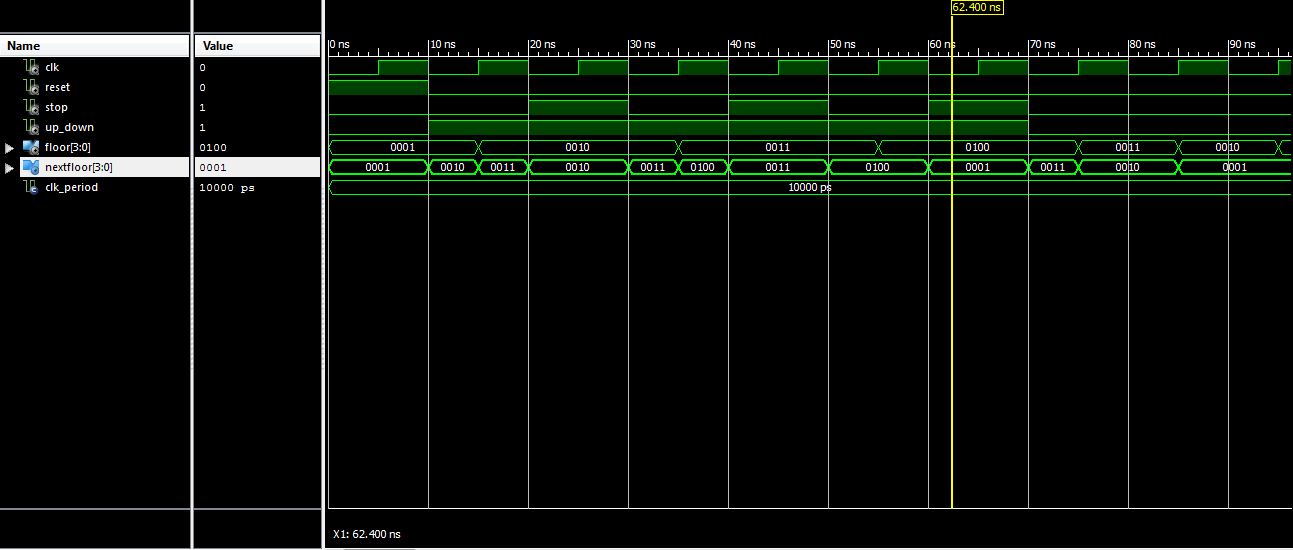 62.400 ns
Name Value 0 ns 10 ns 20 ns 30 ns 40 ns 50 ns 60 ns 70 ns 80 ns 90 ns
clk 0
reset 0
stop 1
up_down 1
floor[3:0] 0100 0001 0010 0011 0100 0011 0010
nextfloor[3:0] 0001 0001 0010 0011 0010 0011 0100 0011 0100 0001 0011 0010 0001
clk_period 10000 ps 10000 ps
X1: 62.400 ns